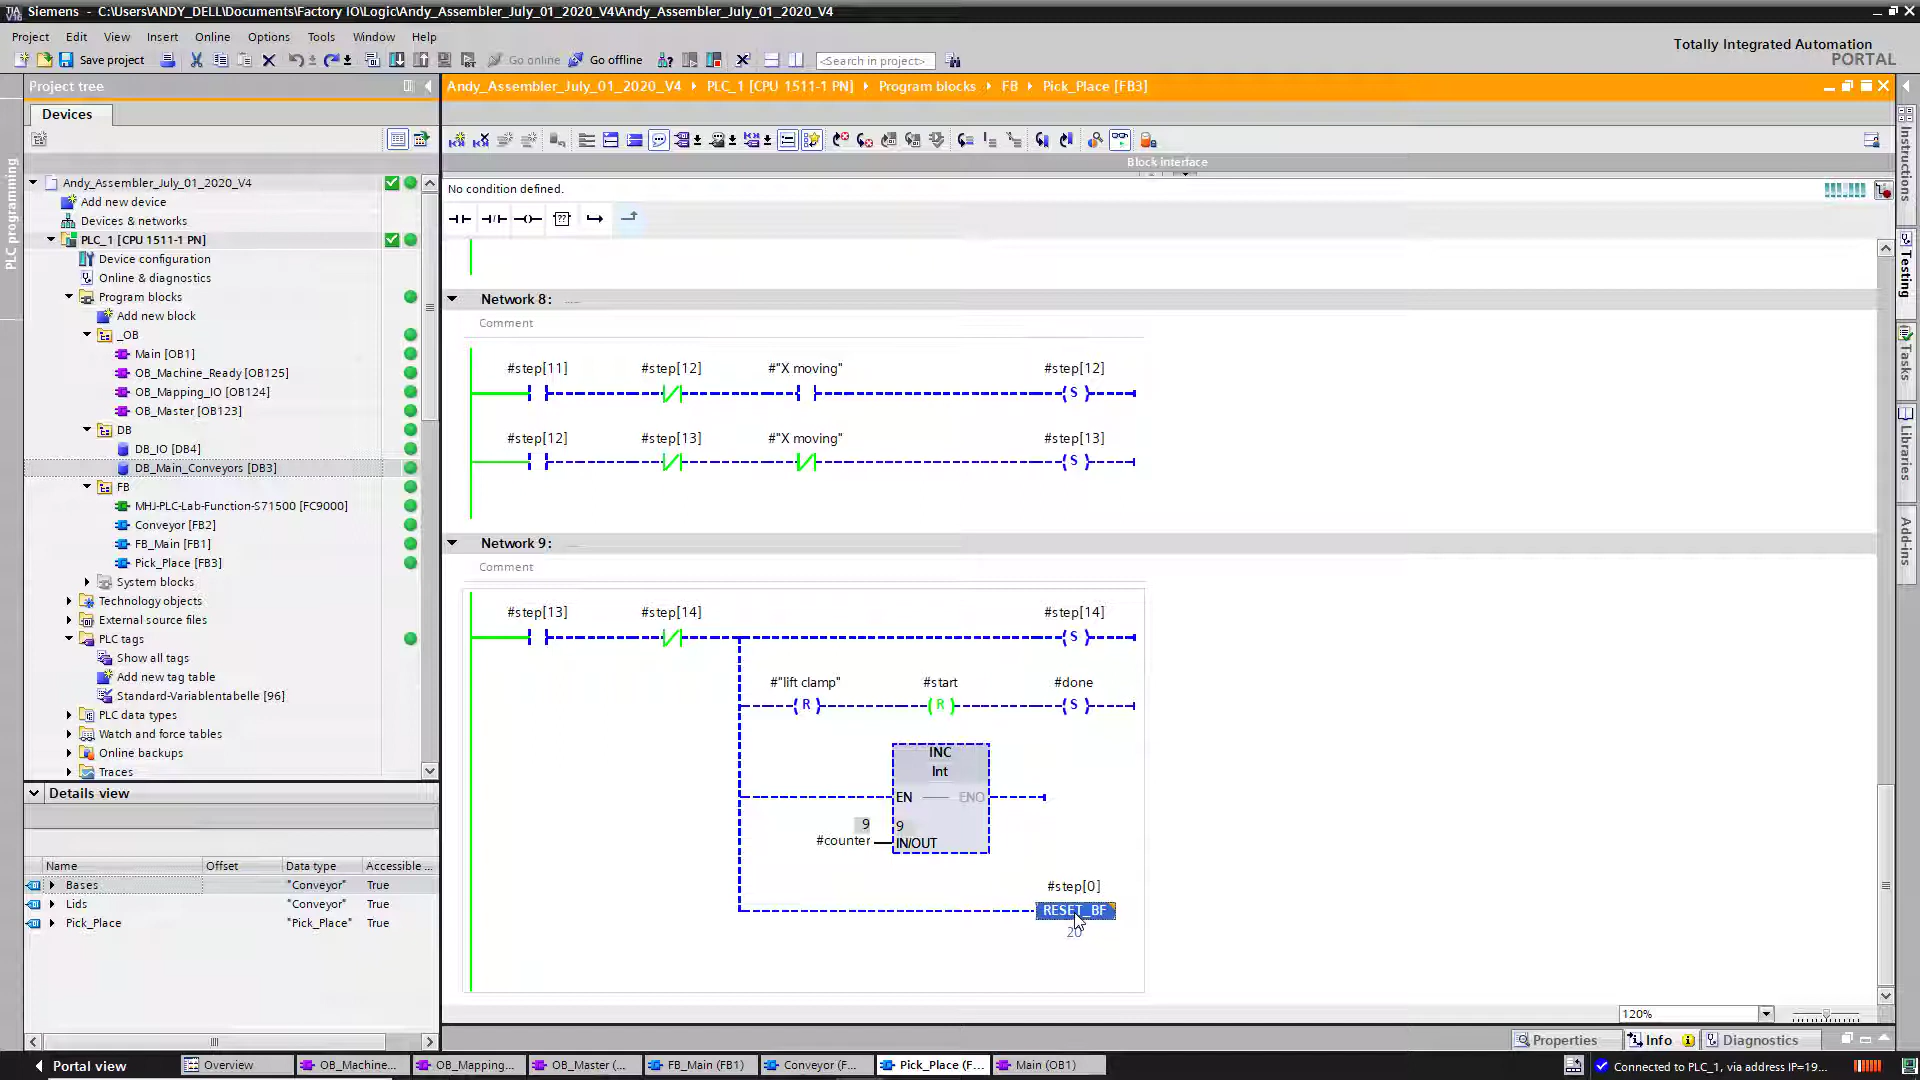 Siemens - C:\Users\ANDY_DELL\Documents\Factory IO\Logic\Andy_Assembler_July_01_2020_V4\Andy_Assembler_July_01_2020_V4
Project Edit View Insert Online Options Tools Window Help
Totally Integrated Automation
PORTAL
Save project Go online Go offline <Search in project>
Project tree
Andy_Assembler_July_01_2020_V4 PLC_1 [CPU 1511-1 PN] Program blocks FB Pick_Place [FB3]
Devices
PLC programming
Block interface
No condition defined.
Andy_Assembler_July_01_2020_V4
Add new device
Devices & networks
PLC_1 [CPU 1511-1 PN]
Device configuration
Online & diagnostics
Program blocks
Add new block
_OB
Main [OB1]
OB_Machine_Ready [OB125]
OB_Mapping_IO [OB124]
OB_Master [OB123]
DB
DB_IO [DB4]
DB_Main_Conveyors [DB3]
FB
MHJ-PLC-Lab-Function-S71500 [FC9000]
Conveyor [FB2]
FB_Main [FB1]
Pick_Place [FB3]
System blocks
Technology objects
External source files
PLC tags
Show all tags
Add new tag table
Standard-Variablentabelle [96]
PLC data types
Watch and force tables
Online backups
Traces
Details view
Name Offset Data type Accessible ...
Bases "Conveyor" True
Lids "Conveyor" True
Pick_Place "Pick_Place" True
Network 8: .....
Comment
#step[11] #step[12] #"X moving" #step[12]
S
#step[12] #step[13] #"X moving" #step[13]
S
Network 9: .....
Comment
#step[13] #step[14] #step[14]
S
#"lift clamp" #start #done
R R S
INC
Int
EN ENO
9 9
#counter IN/OUT
#step[0]
RESET_BF
20
120%
Instructions
Testing
Tasks
Libraries
Add-ins
Properties Info Diagnostics
Portal view Overview OB_Machine... OB_Mapping... OB_Master (... FB_Main (FB1) Conveyor (F... Pick_Place (F... Main (OB1) Connected to PLC_1, via address IP=19...